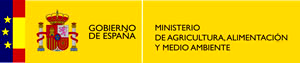 GOBIERNO
DE ESPAÑA
MINISTERIO
DE AGRICULTURA, ALIMENTACIÓN
Y MEDIO AMBIENTE